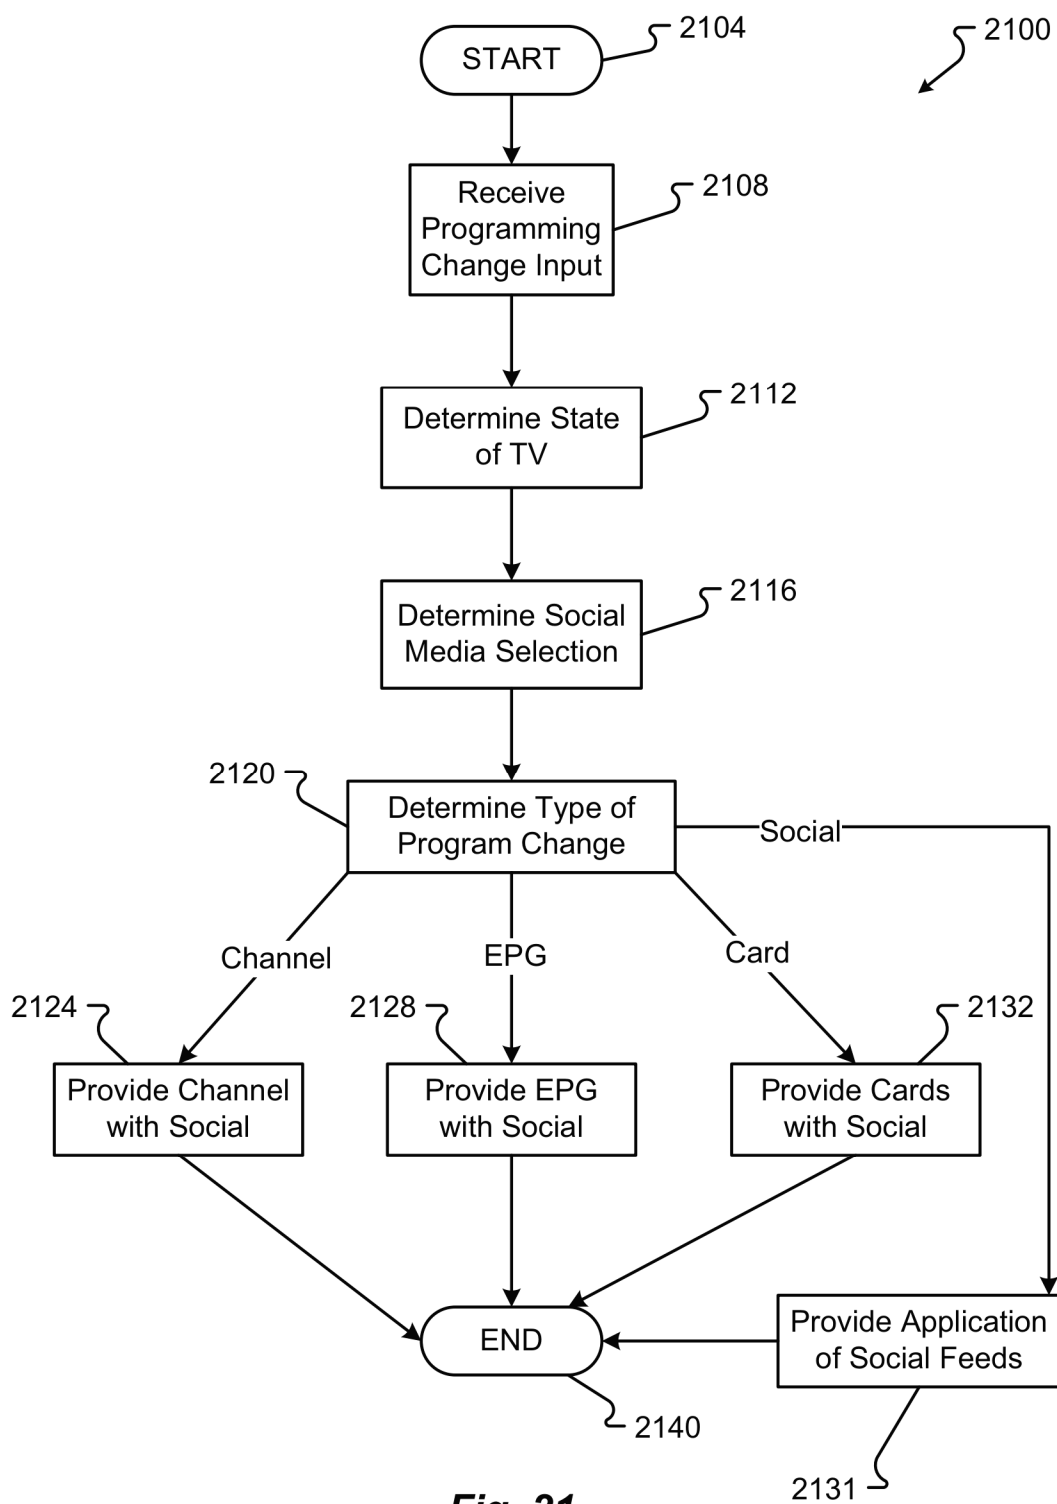 START
2104
2100
Receive
Programming
Change Input
2108
Determine State
of TV
2112
Determine Social
Media Selection
2116
2120
Determine Type of
Program Change
Social
Channel
EPG
Card
2124
2128
2132
Provide Channel
with Social
Provide EPG
with Social
Provide Cards
with Social
END
Provide Application
of Social Feeds
2140
2131
Fig. 21